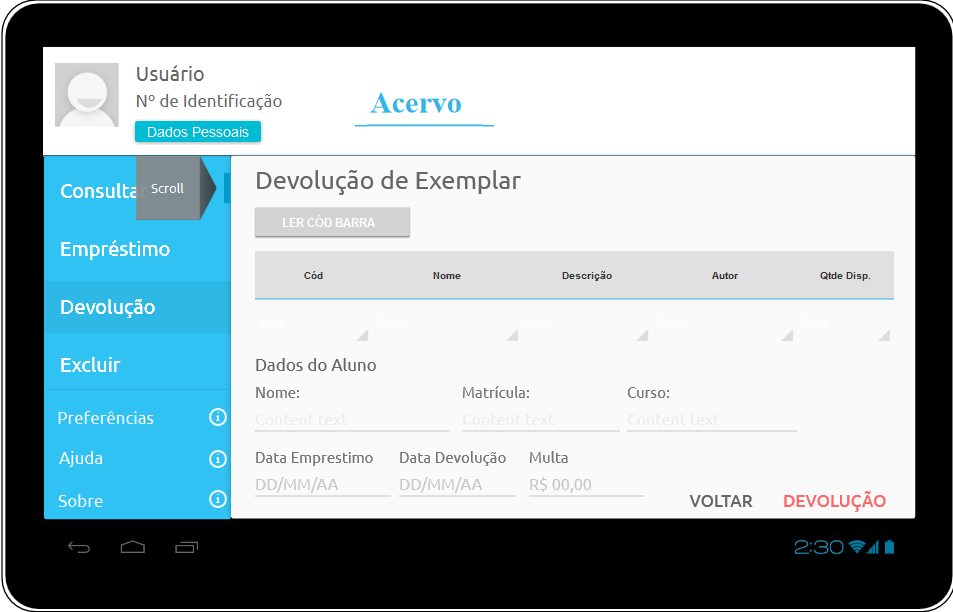 Usuário
Nº de Identificação
Dados Pessoais
Acervo
Consultar
Scroll
Empréstimo
Devolução
Excluir
Preferências
Ajuda
Sobre
Devolução de Exemplar
LER CÓD BARRA
Cód Nome Descrição Autor Qtde Disp.
Item Item Item Item Item
Dados do Aluno
Nome: Matrícula: Curso:
Content text Content text Content text
Data Emprestimo Data Devolução Multa
DD/MM/AA DD/MM/AA R$ 00,00
VOLTAR DEVOLUÇÃO
2:30